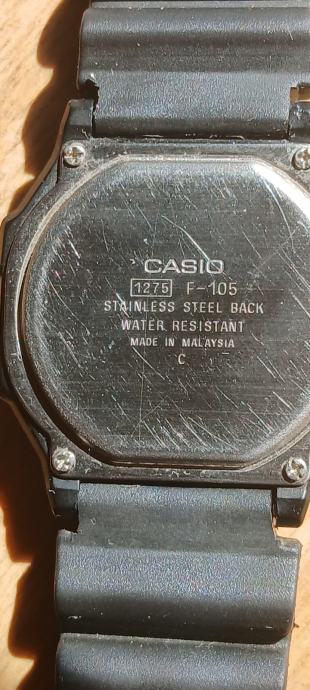 CASIO
1275 F-105
STAINLESS STEEL BACK
WATER RESISTANT
MADE IN MALAYSIA
C